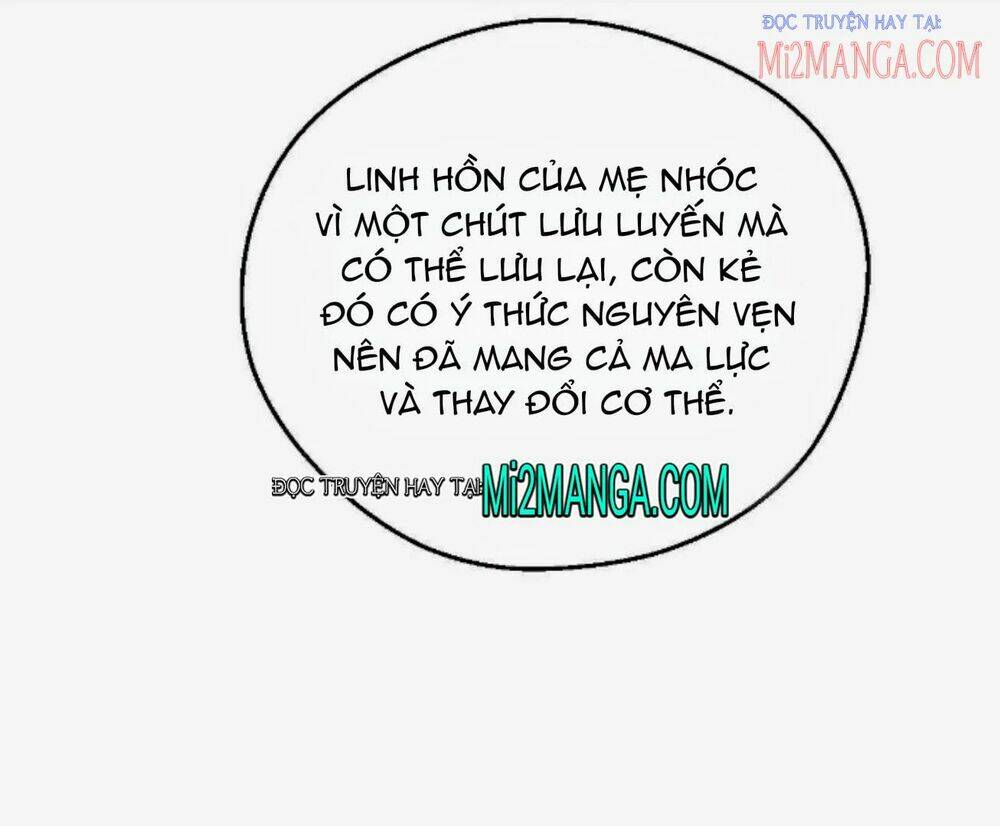 ĐỌC TRUYỆN HAY TẠI:
MI2MANGA.COM
LINH HỒN CỦA MẸ NHÓC
VÌ MỘT CHÚT LƯU LUYẾN MÀ
CÓ THỂ LƯU LẠI, CÒN KẺ
ĐÓ CÓ Ý THỨC NGUYÊN VẸN
NÊN ĐÃ MANG CẢ MA LỰC
VÀ THAY ĐỔI CƠ THỂ.
ĐỌC TRUYỆN HAY TẠI: Mi2MANGA.COM